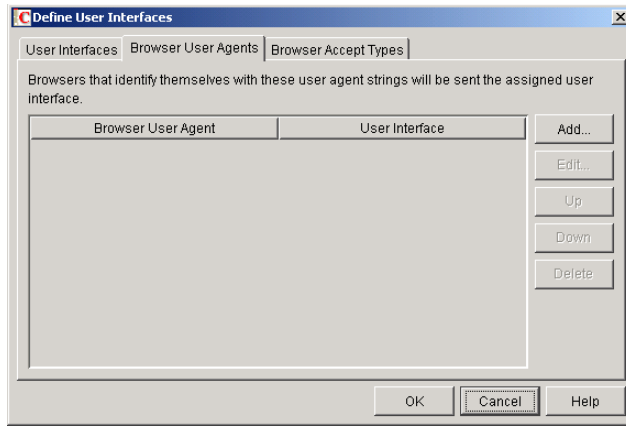 C Define User Interfaces
User Interfaces Browser User Agents Browser Accept Types
Browsers that identify themselves with these user agent strings will be sent the assigned user
interface.
Browser User Agent User Interface
Add...
Edit...
Up
Down
Delete
OK Cancel Help